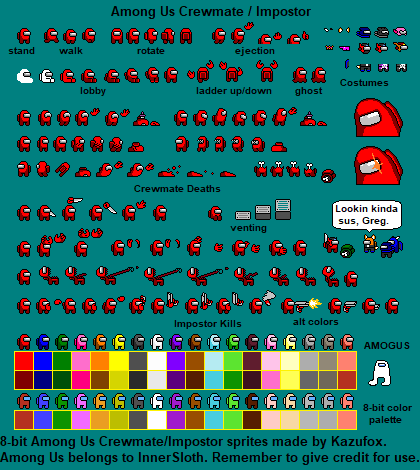 Among Us Crewmate / Impostor
stand
walk
rotate
ejection
Costumes
lobby
ladder up/down
ghost
Crewmate Deaths
venting
Lookin kinda
sus, Greg.
Impostor Kills
alt colors
AMOGUS
8-bit color
palette
8-bit Among Us Crewmate/Impostor sprites made by Kazufox.
Among Us belongs to InnerSloth. Remember to give credit for use